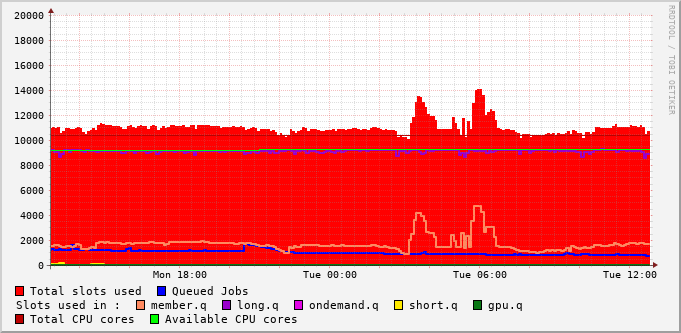 20000
18000
16000
14000
12000
10000
8000
6000
4000
2000
0
Mon 18:00 Tue 00:00 Tue 06:00 Tue 12:00
RRDTOOL / TOBI OETIKER
Total slots used Queued Jobs
Slots used in : member.q long.q ondemand.q short.q gpu.q
Total CPU cores Available CPU cores